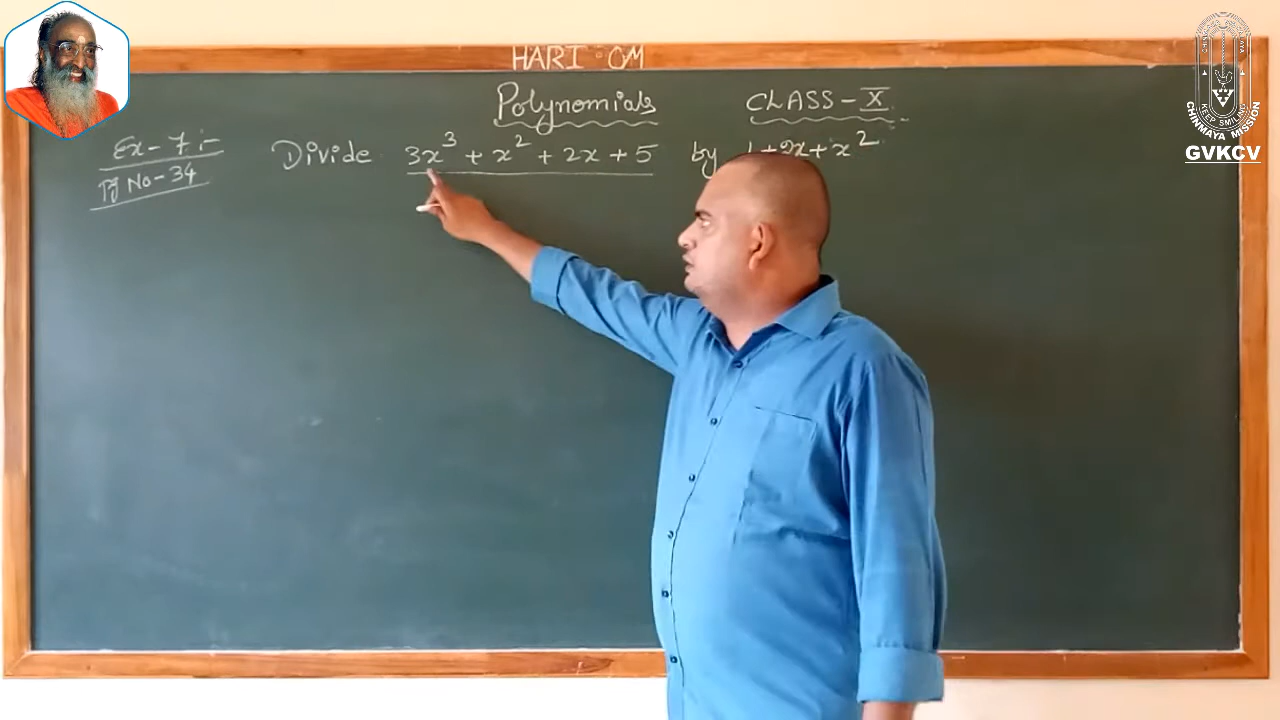 HARI : OM
Polynomials
CLASS - X
Ex - 7 :-
Pg No - 34
Divide 3x³ + x² + 2x + 5 by 1 + 2x + x²
KEEP SMILING
CHINMAYA MISSION
GVKCV